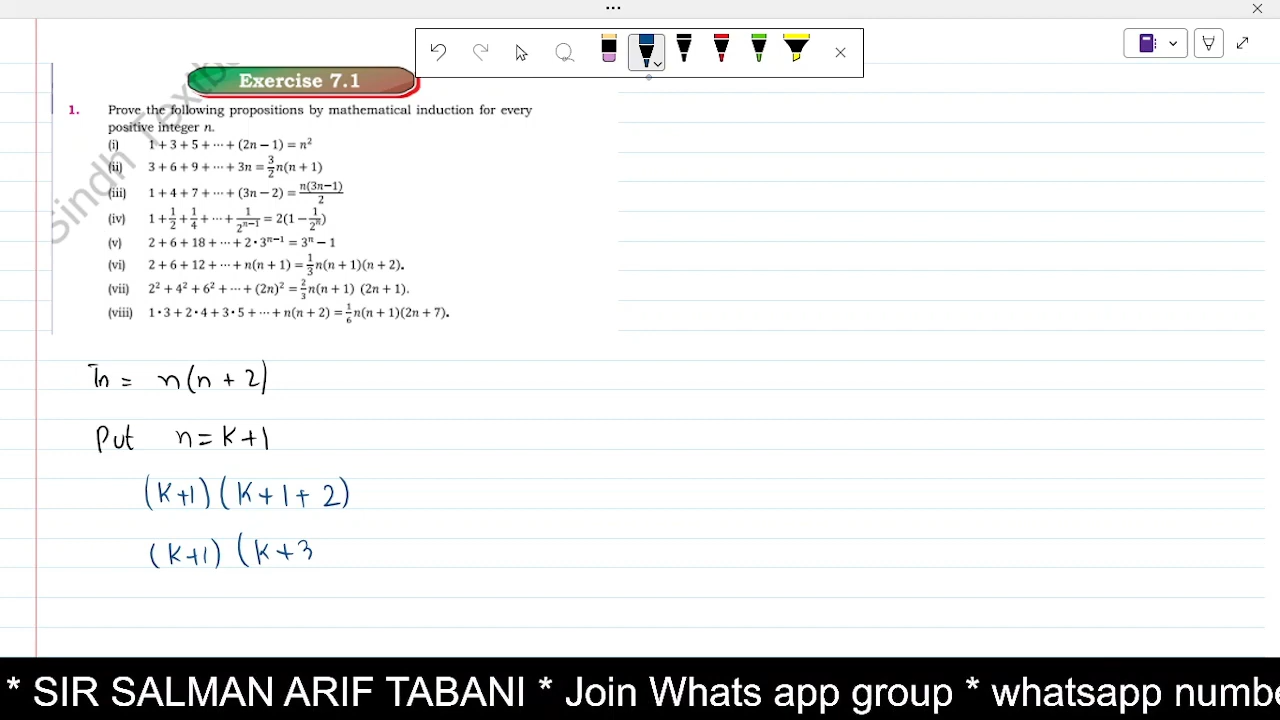 Exercise 7.1
1. Prove the following propositions by mathematical induction for every
positive integer n.
(i) 1 + 3 + 5 + ⋯ + (2n − 1) = n²
(ii) 3 + 6 + 9 + ⋯ + 3n = 3/2 n(n + 1)
(iii) 1 + 4 + 7 + ⋯ + (3n − 2) = n(3n−1)/2
(iv) 1 + 1/2 + 1/4 + ⋯ + 1/2ⁿ⁻¹ = 2(1 − 1/2ⁿ)
(v) 2 + 6 + 18 + ⋯ + 2 • 3ⁿ⁻¹ = 3ⁿ − 1
(vi) 2 + 6 + 12 + ⋯ + n(n + 1) = 1/3 n(n + 1)(n + 2).
(vii) 2² + 4² + 6² + ⋯ + (2n)² = 2/3 n(n + 1) (2n + 1).
(viii) 1 • 3 + 2 • 4 + 3 • 5 + ⋯ + n(n + 2) = 1/6 n(n + 1)(2n + 7).
Sindh Textb
Tn = n(n + 2)
Put n = K+1
(K+1)(K+1+2)
(K+1) (K+3
* SIR SALMAN ARIF TABANI * Join Whats app group * whatsapp numbe